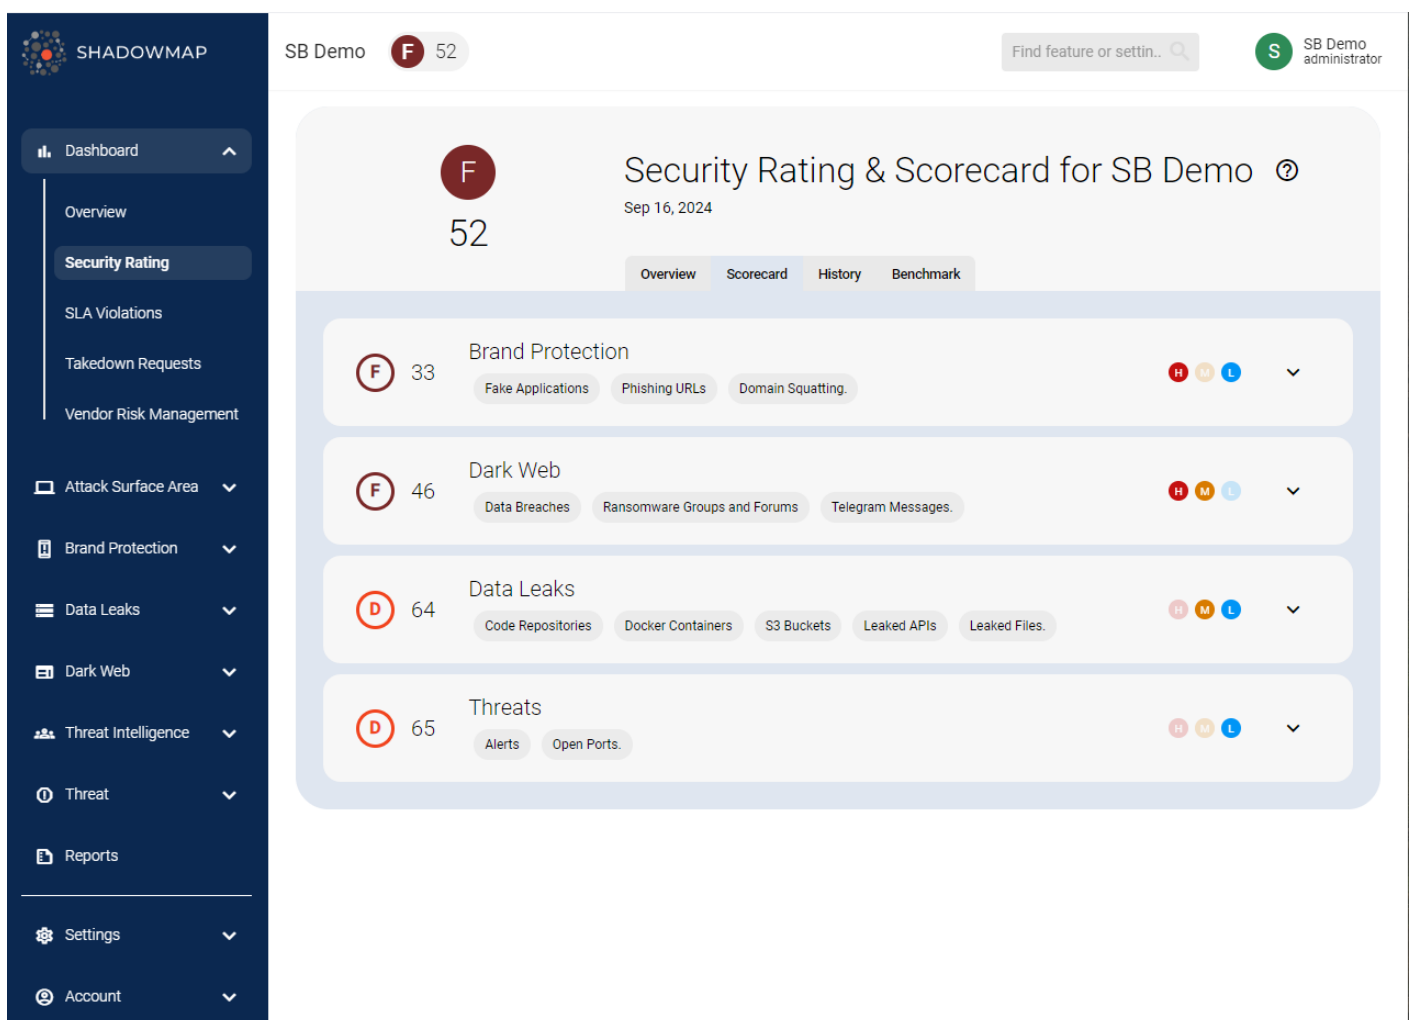 SHADOWMAP
SB Demo F 52
Find feature or settin..
S SB Demo
administrator
Dashboard
Overview
Security Rating
SLA Violations
Takedown Requests
Vendor Risk Management
Attack Surface Area
Brand Protection
Data Leaks
Dark Web
Threat Intelligence
Threat
Reports
Settings
Account
F
52
Security Rating & Scorecard for SB Demo
Sep 16, 2024
Overview Scorecard History Benchmark
F 33 Brand Protection
Fake Applications Phishing URLs Domain Squatting.
H M L
F 46 Dark Web
Data Breaches Ransomware Groups and Forums Telegram Messages.
H M L
D 64 Data Leaks
Code Repositories Docker Containers S3 Buckets Leaked APIs Leaked Files.
H M L
D 65 Threats
Alerts Open Ports.
H M L